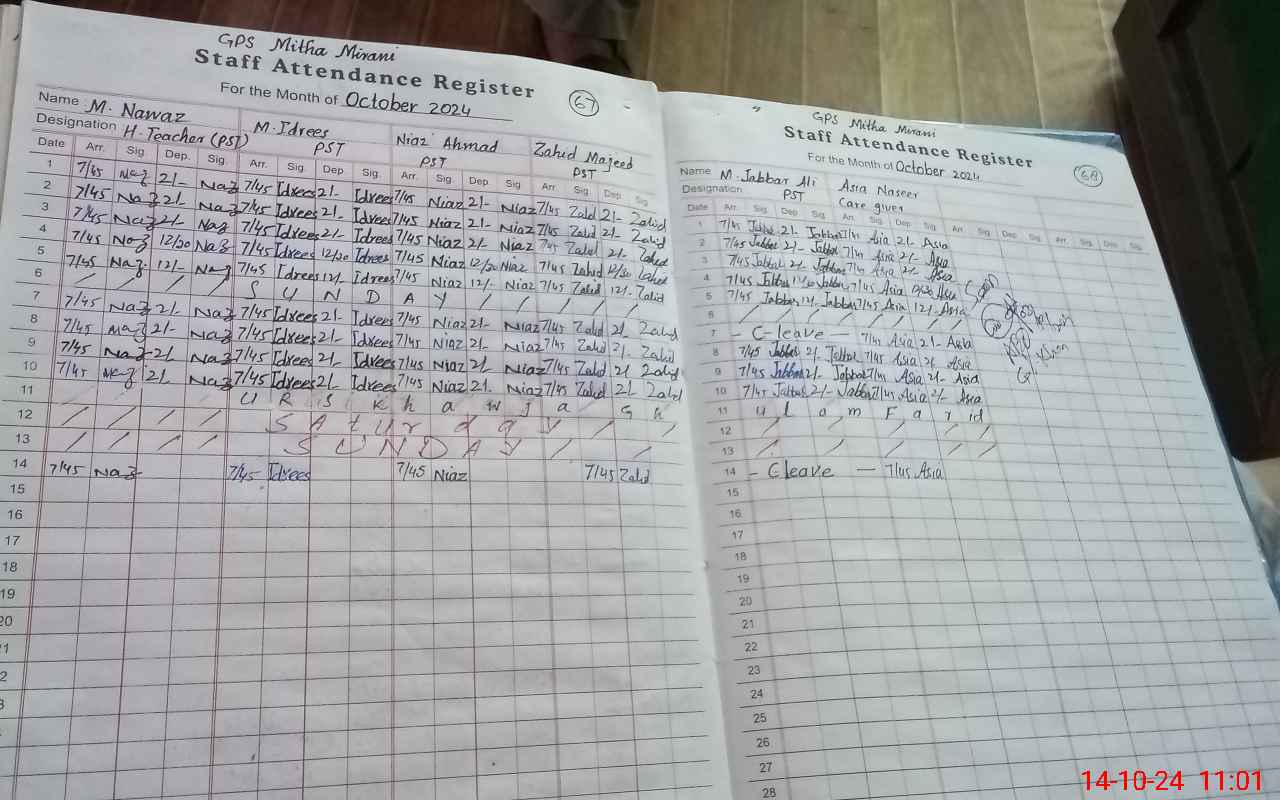 GPS Mitha Mirani
Staff Attendance Register
For the Month of October 2024 67
Name M. Nawaz M. Idrees Niaz Ahmad Zahid Majeed
Designation H. Teacher (PST) PST PST PST
Date Arr. Sig. Dep. Sig. Arr. Sig. Dep. Sig. Arr. Sig. Dep. Sig. Arr. Sig. Dep. Sig.
1 7/45 Naz 2/- Naz 7/45 Idrees 2/- Idrees 7/45 Niaz 2/- Niaz 7/45 Zahid 2/- Zahid
2 7/45 Naz 2/- Naz 7/45 Idrees 2/- Idrees 7/45 Niaz 2/- Niaz 7/45 Zahid 2/- Zahid
3 7/45 Naz 2/- Naz 7/45 Idrees 2/- Idrees 7/45 Niaz 2/- Niaz 7/45 Zahid 2/- Zahid
4 7/45 Naz 12/30 Naz 7/45 Idrees 12/30 Idrees 7/45 Niaz 12/30 Niaz 7/45 Zahid 12/30 Zahid
5 7/45 Naz 12/- Naz 7/45 Idrees 12/- Idrees 7/45 Niaz 12/- Niaz 7/45 Zahid 12/- Zahid
6 / / / / S U N D A Y / / / / / /
7 7/45 Naz 2/- Naz 7/45 Idrees 2/- Idrees 7/45 Niaz 2/- Niaz 7/45 Zahid 2/- Zahid
8 7/45 Naz 2/- Naz 7/45 Idrees 2/- Idrees 7/45 Niaz 2/- Niaz 7/45 Zahid 2/- Zahid
9 7/45 Naz 2/- Naz 7/45 Idrees 2/- Idrees 7/45 Niaz 2/- Niaz 7/45 Zahid 2/- Zahid
10 7/45 Naz 2/- Naz 7/45 Idrees 2/- Idrees 7/45 Niaz 2/- Niaz 7/45 Zahid 2/- Zahid
11 U R S K h a w j a G h
12 / / / / S A t u r d a y / / /
13 / / / / S U N D A Y / / /
14 7/45 Naz 7/45 Idrees 7/45 Niaz 7/45 Zahid
15
16
17
18
19
20
GPS Mitha Mirani
Staff Attendance Register
For the Month of October 2024 68
Name M. Jabbar Ali Asia Naseer
Designation PST Care giver
Date Arr. Sig. Dep. Sig. Arr. Sig. Dep. Sig. Arr. Sig. Dep. Sig. Arr. Sig. Dep. Sig.
1 7/45 Jabbar 2/- Jabbar 7/45 Asia 2/- Asia
2 7/45 Jabbar 2/- Jabbar 7/45 Asia 2/- Asia
3 7/45 Jabbar 2/- Jabbar 7/45 Asia 2/- Asia
4 7/45 Jabbar 12/30 Jabbar 7/45 Asia 12/30 Asia
5 7/45 Jabbar 12/- Jabbar 7/45 Asia 12/- Asia
6 / / / / / / / /
7 - C-leave - 7/45 Asia 2/- Asia
8 7/45 Jabbar 2/- Jabbar 7/45 Asia 2/- Asia
9 7/45 Jabbar 2/- Jabbar 7/45 Asia 2/- Asia
10 7/45 Jabbar 2/- Jabbar 7/45 Asia 2/- Asia
11 u l a m F a r i d
12 / / / / / /
13 / / / / / /
14 - C leave - 7/45 Asia
15
16
17
18
19
20
21
22
23
24
25
26
27
28
14-10-24 11:01